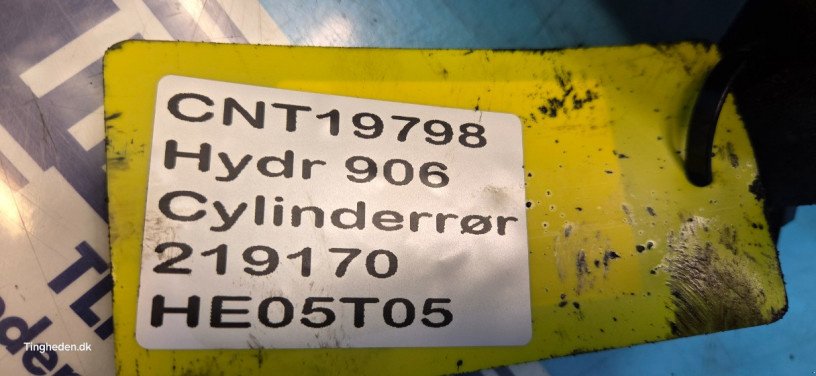 CNT19798
Hydr 906
Cylinderrør
219170
HE05T05
Tingheden.dk